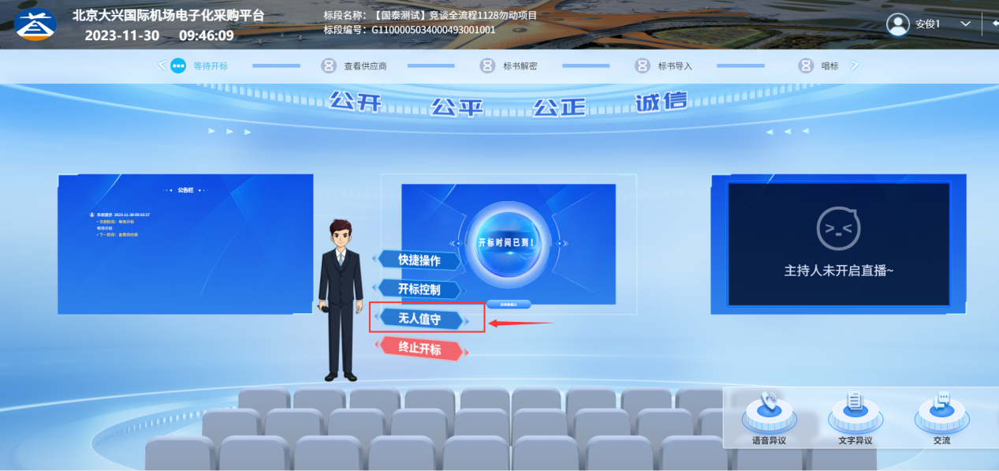 北京大兴国际机场电子化采购平台
2023-11-30 09:46:09
标段名称：【国泰测试】竞谈全流程1128勿动项目
标段编号：G1100005034000493001001
安俊1
等待开标
查看供应商
标书解密
标书导入
唱标
公开 公平 公正 诚信
公告栏
系统提示 2023-11-30 09:33:27
• 当前阶段：等待开标
等待开标
• 下一阶段：查看供应商
开标时间已到！
主持人未开启直播~
快捷操作
开标控制
无人值守
终止开标
语音异议
文字异议
交流